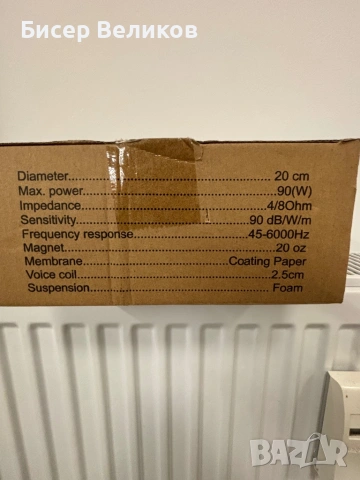 Бисер Великов
Diameter..........................................20 cm
Max. power......................................90(W)
Impedance.....................................4/8Ohm
Sensitivity..................................90 dB/W/m
Frequency response...................45-6000Hz
Magnet............................................20 oz
Membrane............................Coating Paper
Voice coil........................................2.5cm
Suspension.....................................Foam
BAZAR